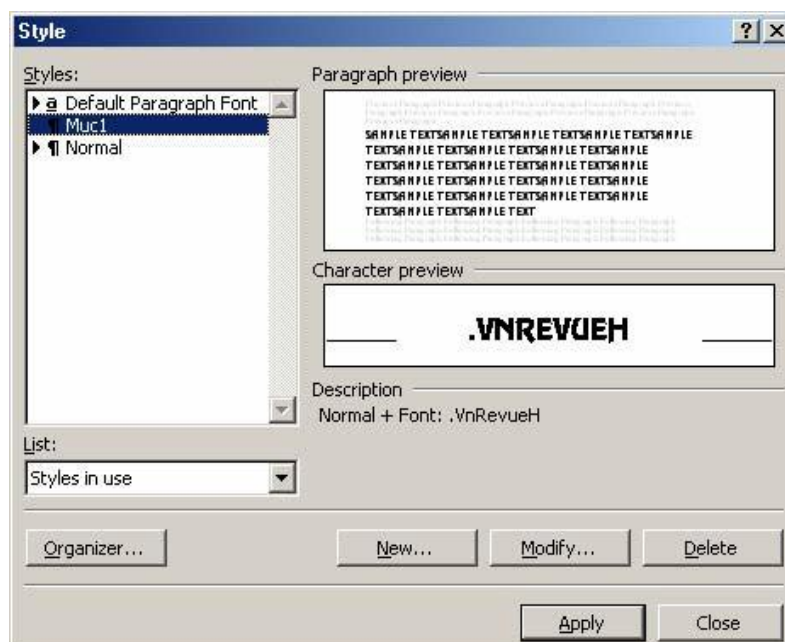 Style
Styles:
a Default Paragraph Font
¶ Muc1
¶ Normal
List:
Styles in use
Paragraph preview
SAMPLE TEXTSAMPLE TEXTSAMPLE TEXTSAMPLE TEXTSAMPLE
TEXTSAMPLE TEXTSAMPLE TEXTSAMPLE TEXTSAMPLE
TEXTSAMPLE TEXTSAMPLE TEXTSAMPLE TEXTSAMPLE
TEXTSAMPLE TEXTSAMPLE TEXTSAMPLE TEXTSAMPLE
TEXTSAMPLE TEXTSAMPLE TEXTSAMPLE TEXTSAMPLE
TEXTSAMPLE TEXTSAMPLE TEXT
Character preview
.VNREVUEH
Description
Normal + Font: .VnRevueH
Organizer...
New...
Modify...
Delete
Apply
Close